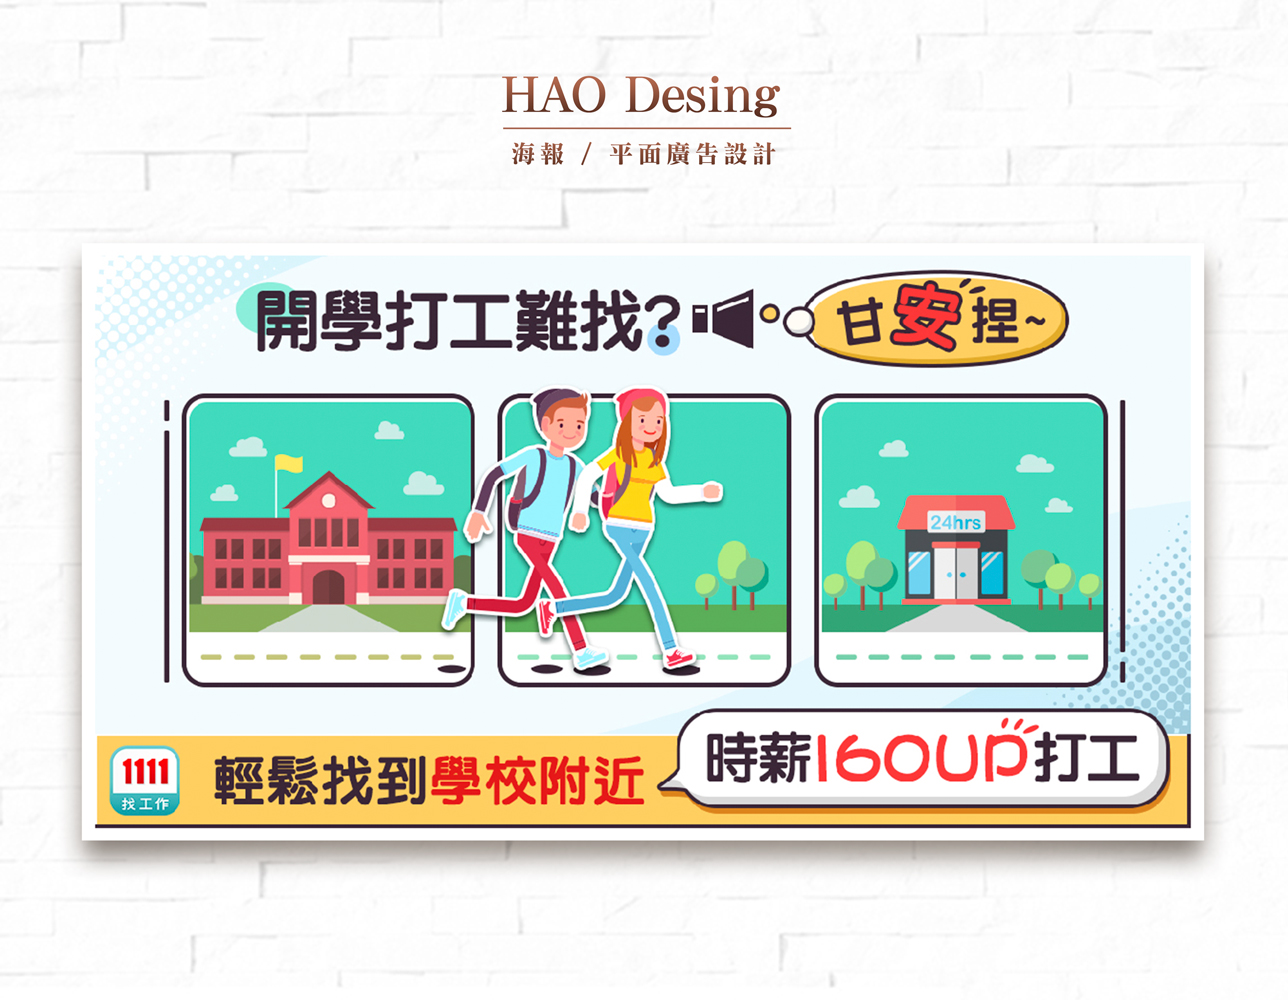 HAO Desing
海報 / 平面廣告設計
開學打工難找?
甘安捏~
24hrs
1111
找工作
輕鬆找到學校附近
時薪160UP打工